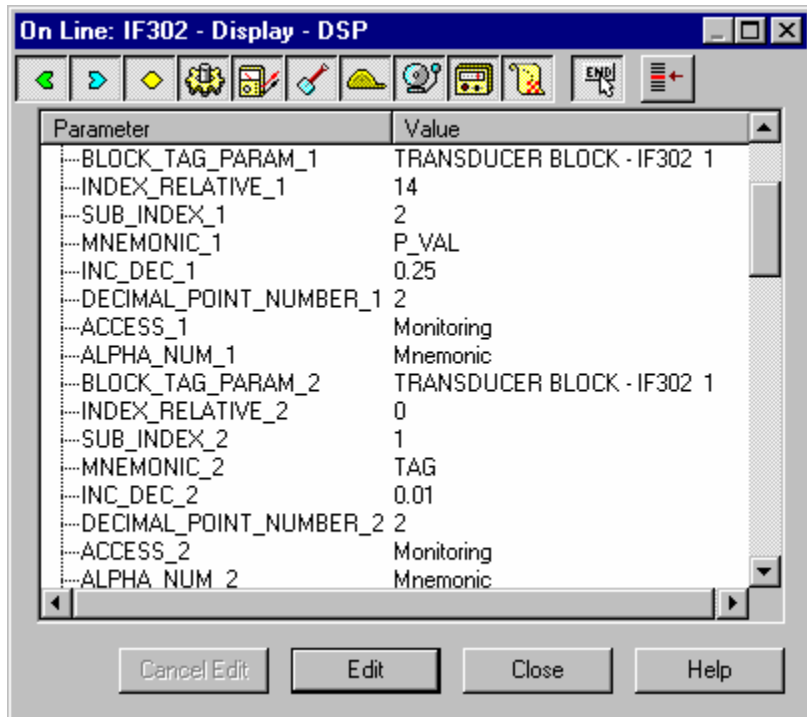 On Line: IF302 - Display - DSP
END
Parameter Value
BLOCK_TAG_PARAM_1 TRANSDUCER BLOCK - IF302 1
INDEX_RELATIVE_1 14
SUB_INDEX_1 2
MNEMONIC_1 P_VAL
INC_DEC_1 0.25
DECIMAL_POINT_NUMBER_1 2
ACCESS_1 Monitoring
ALPHA_NUM_1 Mnemonic
BLOCK_TAG_PARAM_2 TRANSDUCER BLOCK - IF302 1
INDEX_RELATIVE_2 0
SUB_INDEX_2 1
MNEMONIC_2 TAG
INC_DEC_2 0.01
DECIMAL_POINT_NUMBER_2 2
ACCESS_2 Monitoring
ALPHA_NUM_2 Mnemonic
Cancel Edit Edit Close Help